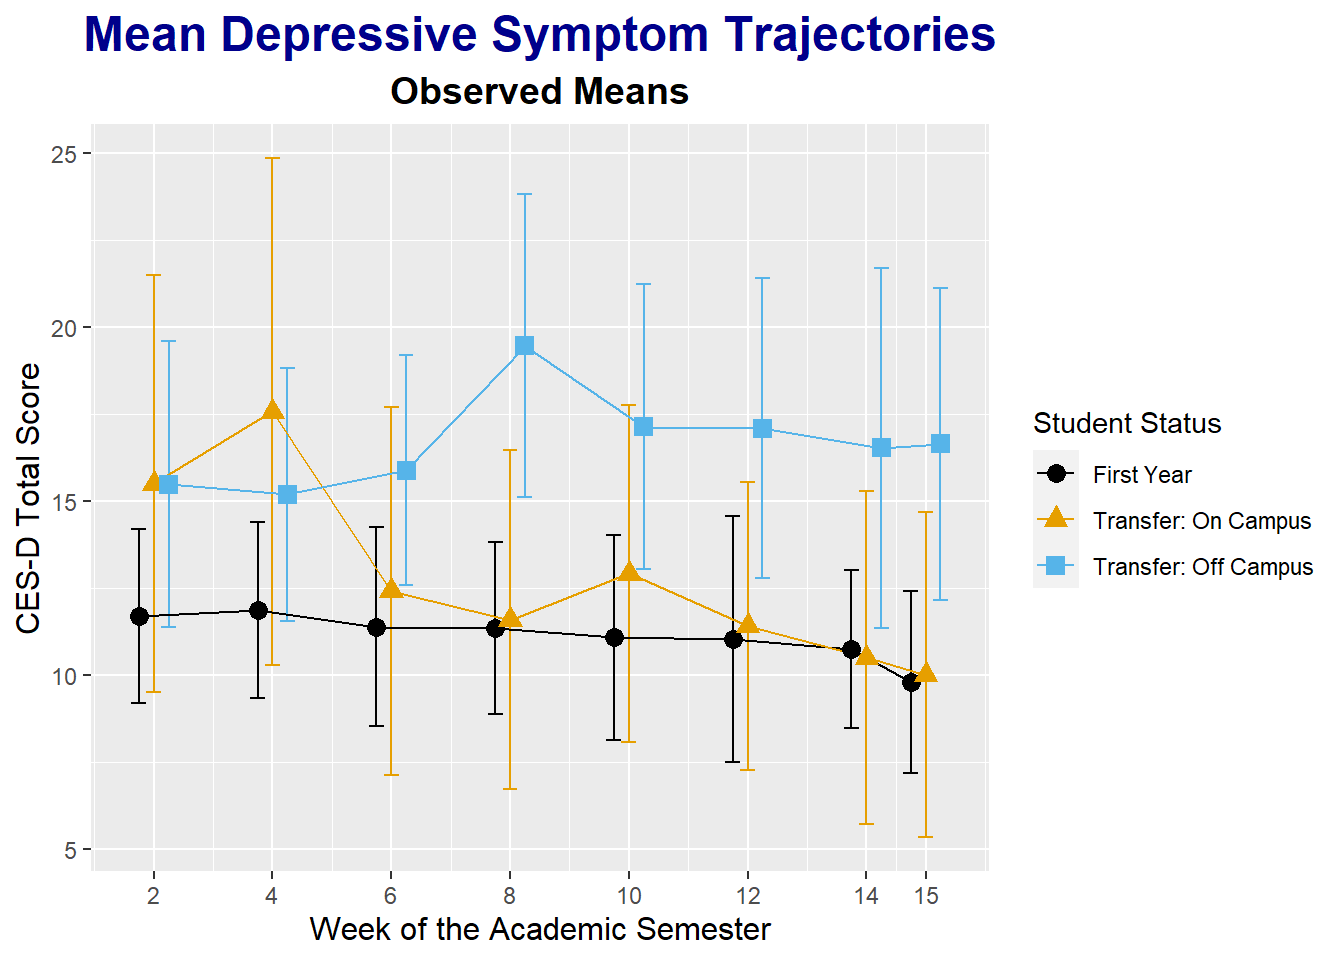 Mean Depressive Symptom Trajectories
Observed Means
CES-D Total Score
25
20
15
10
5
2 4 6 8 10 12 14 15
Week of the Academic Semester
Student Status
First Year
Transfer: On Campus
Transfer: Off Campus